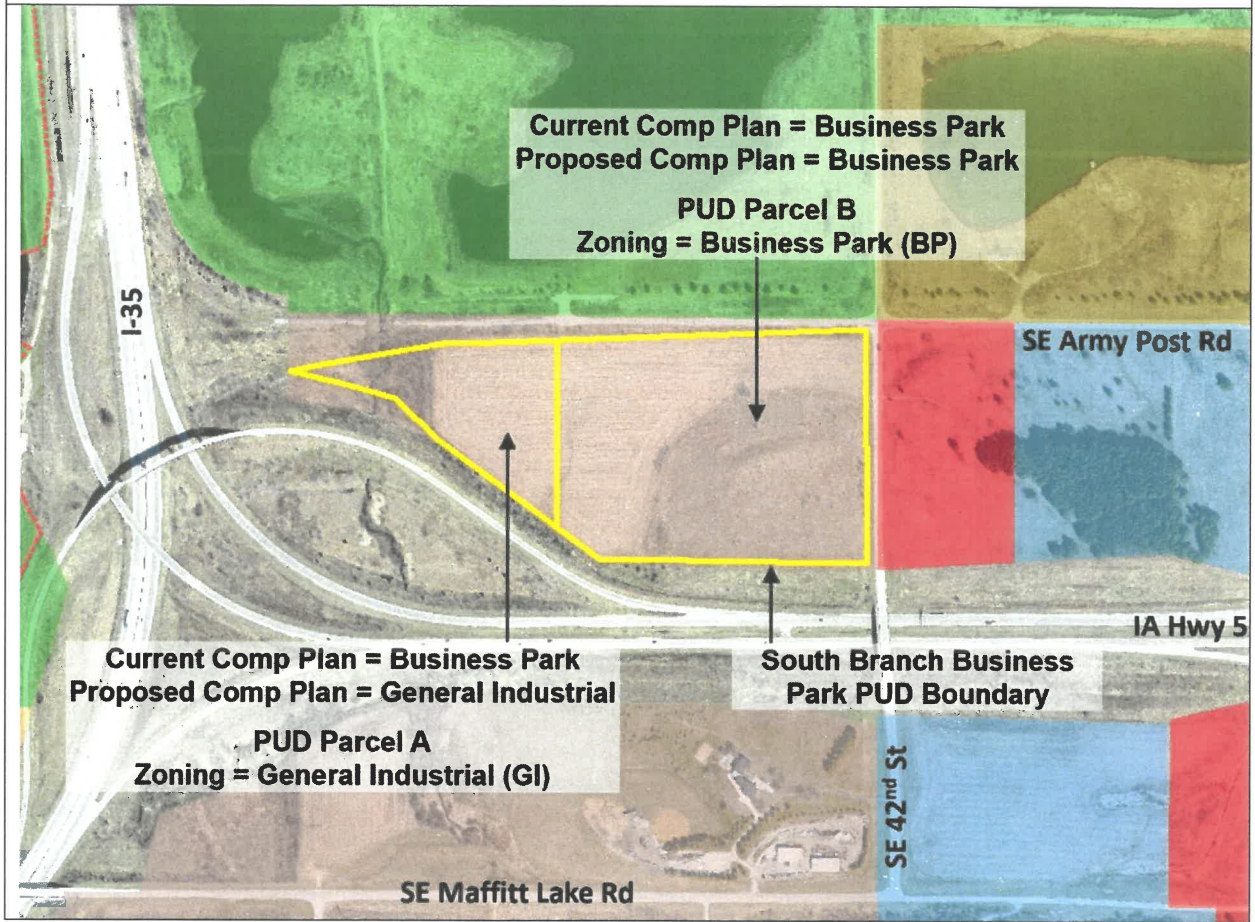 Current Comp Plan = Business Park
Proposed Comp Plan = Business Park
PUD Parcel B
Zoning = Business Park (BP)
I-35
SE Army Post Rd
IA Hwy 5
Current Comp Plan = Business Park
Proposed Comp Plan = General Industrial
PUD Parcel A
Zoning = General Industrial (GI)
South Branch Business
Park PUD Boundary
SE 42nd St
SE Maffitt Lake Rd